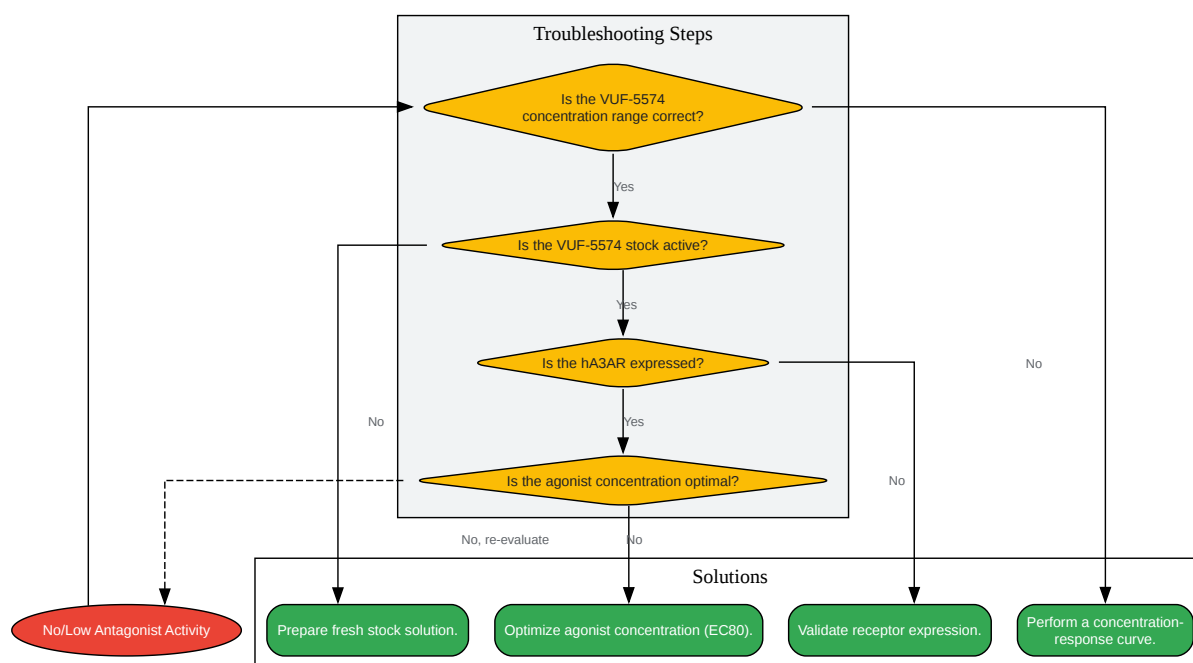 Troubleshooting Steps
Is the VUF-5574
concentration range correct?
Yes
Is the VUF-5574 stock active?
Yes
Is the hA3AR expressed?
No
No
Yes
Is the agonist concentration optimal?
No
No, re-evaluate
No
Solutions
No/Low Antagonist Activity
Prepare fresh stock solution.
Optimize agonist concentration (EC80).
Validate receptor expression.
Perform a concentration-
response curve.